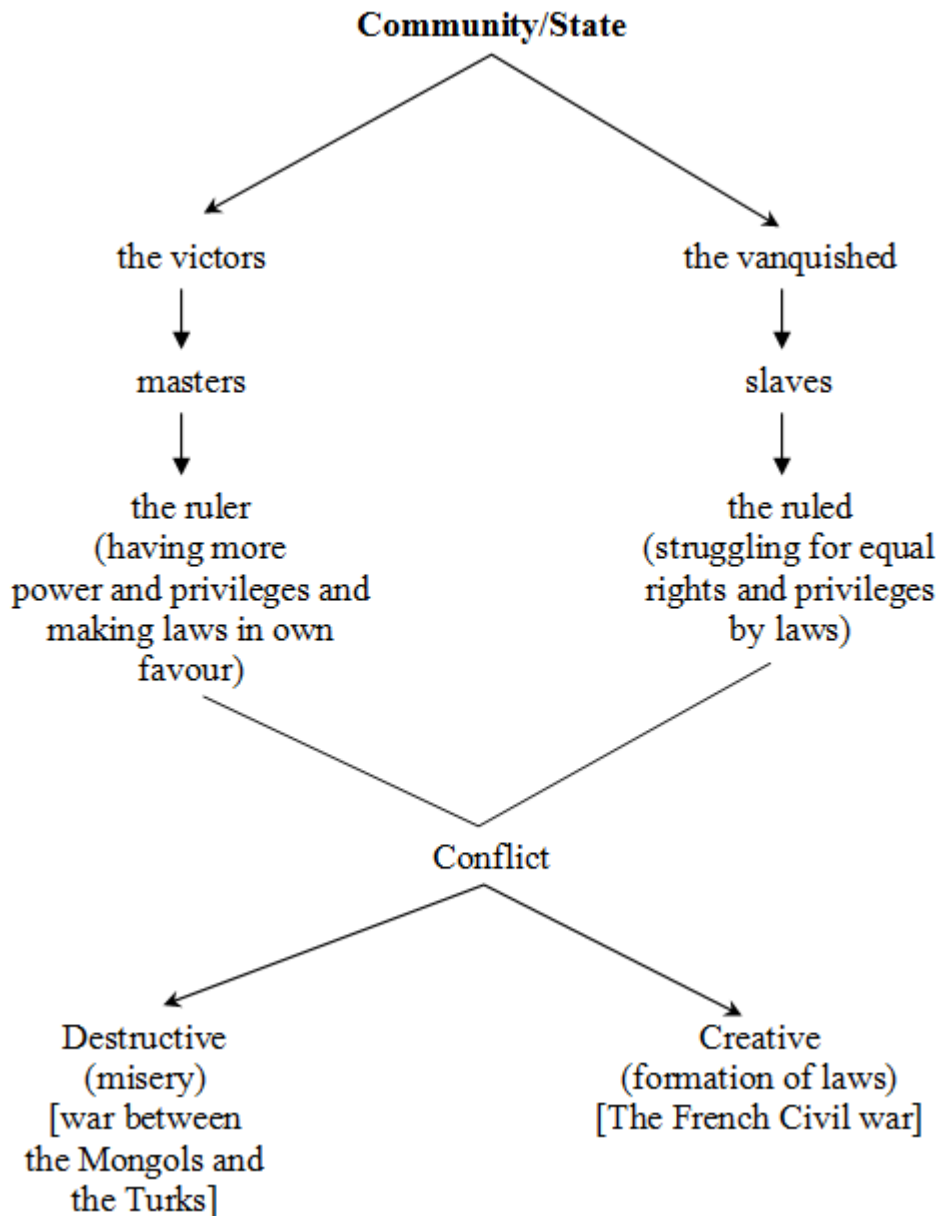 Community/State
the victors
the vanquished
masters
slaves
the ruler
(having more
power and privileges and
making laws in own
favour)
the ruled
(struggling for equal
rights and privileges
by laws)
Conflict
Destructive
(misery)
[war between
the Mongols and
the Turks]
Creative
(formation of laws)
[The French Civil war]